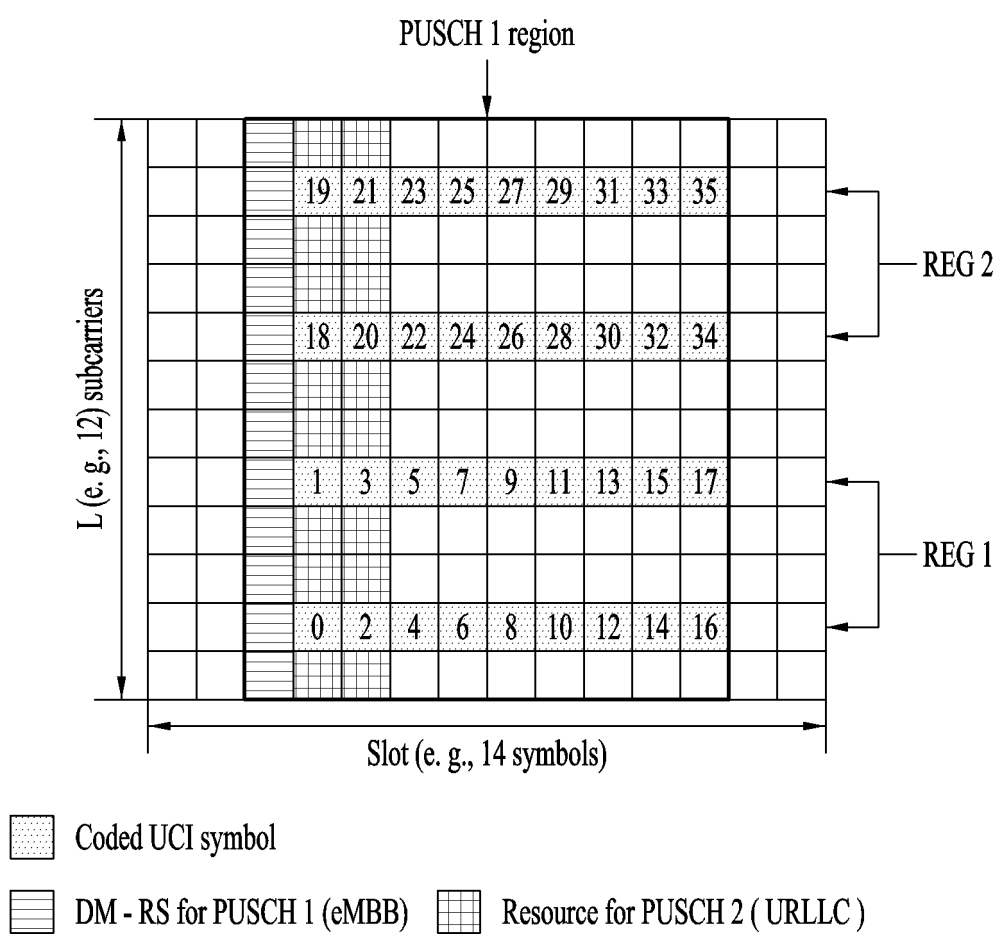 PUSCH 1 region
19 21 23 25 27 29 31 33 35
REG 2
18 20 22 24 26 28 30 32 34
L (e. g., 12) subcarriers
1 3 5 7 9 11 13 15 17
REG 1
0 2 4 6 8 10 12 14 16
Slot (e. g., 14 symbols)
Coded UCI symbol
DM - RS for PUSCH 1 (eMBB)
Resource for PUSCH 2 ( URLLC )